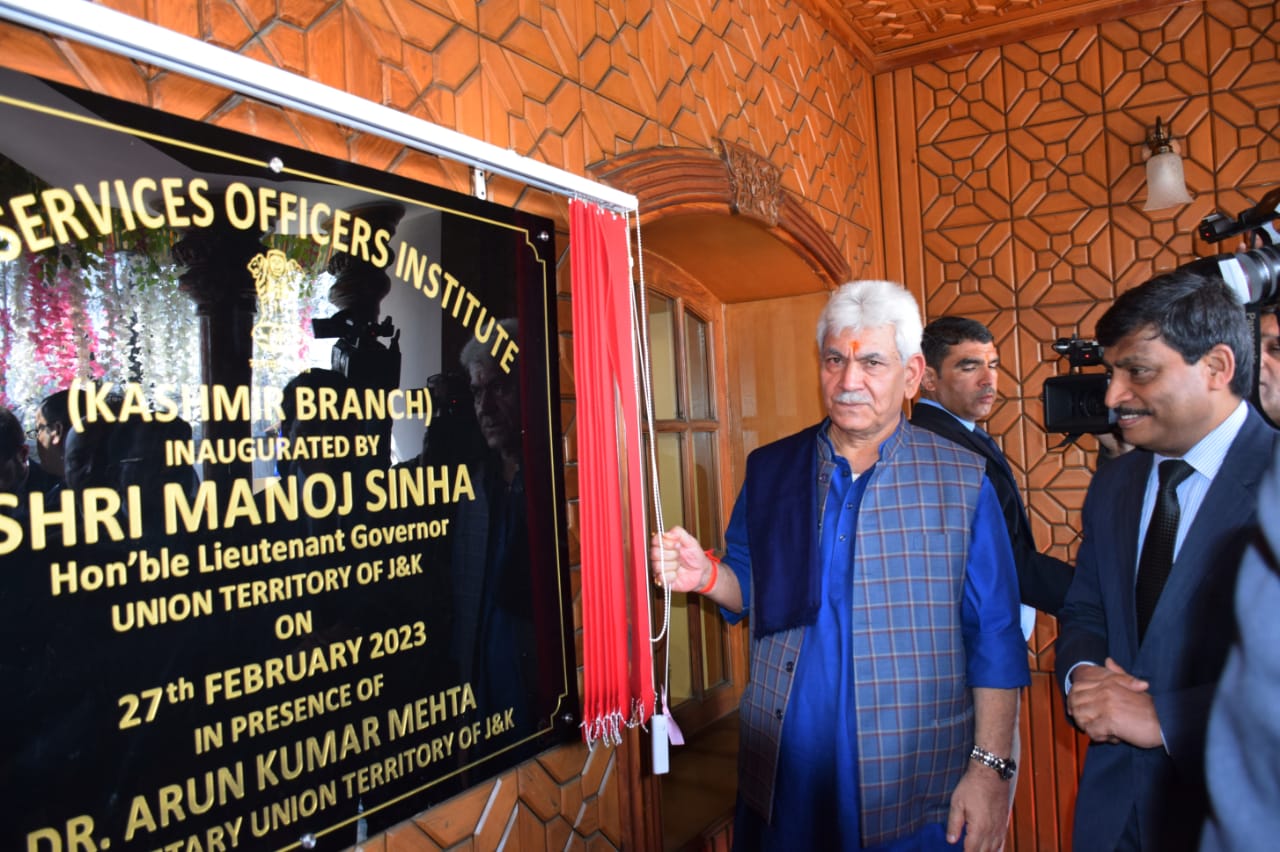 SERVICES OFFICERS INSTITUTE
(KASHMIR BRANCH)
INAUGURATED BY
SHRI MANOJ SINHA
Hon'ble Lieutenant Governor
UNION TERRITORY OF J&K
ON
27th FEBRUARY 2023
IN PRESENCE OF
DR. ARUN KUMAR MEHTA
UNION TERRITORY OF J&K